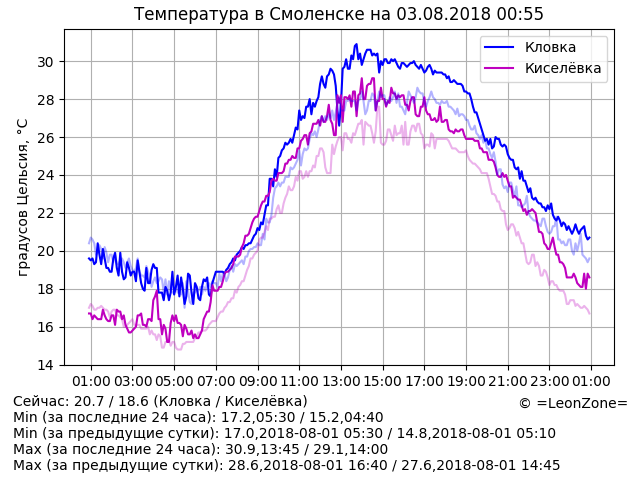 Температура в Смоленске на 03.08.2018 00:55
Кловка
Киселёвка
градусов Цельсия, °C
30
28
26
24
22
20
18
16
14
01:00 03:00 05:00 07:00 09:00 11:00 13:00 15:00 17:00 19:00 21:00 23:00 01:00
Сейчас: 20.7 / 18.6 (Кловка / Киселёвка)
© =LeonZone=
Min (за последние 24 часа): 17.2,05:30 / 15.2,04:40
Min (за предыдущие сутки): 17.0,2018-08-01 05:30 / 14.8,2018-08-01 05:10
Max (за последние 24 часа): 30.9,13:45 / 29.1,14:00
Max (за предыдущие сутки): 28.6,2018-08-01 16:40 / 27.6,2018-08-01 14:45